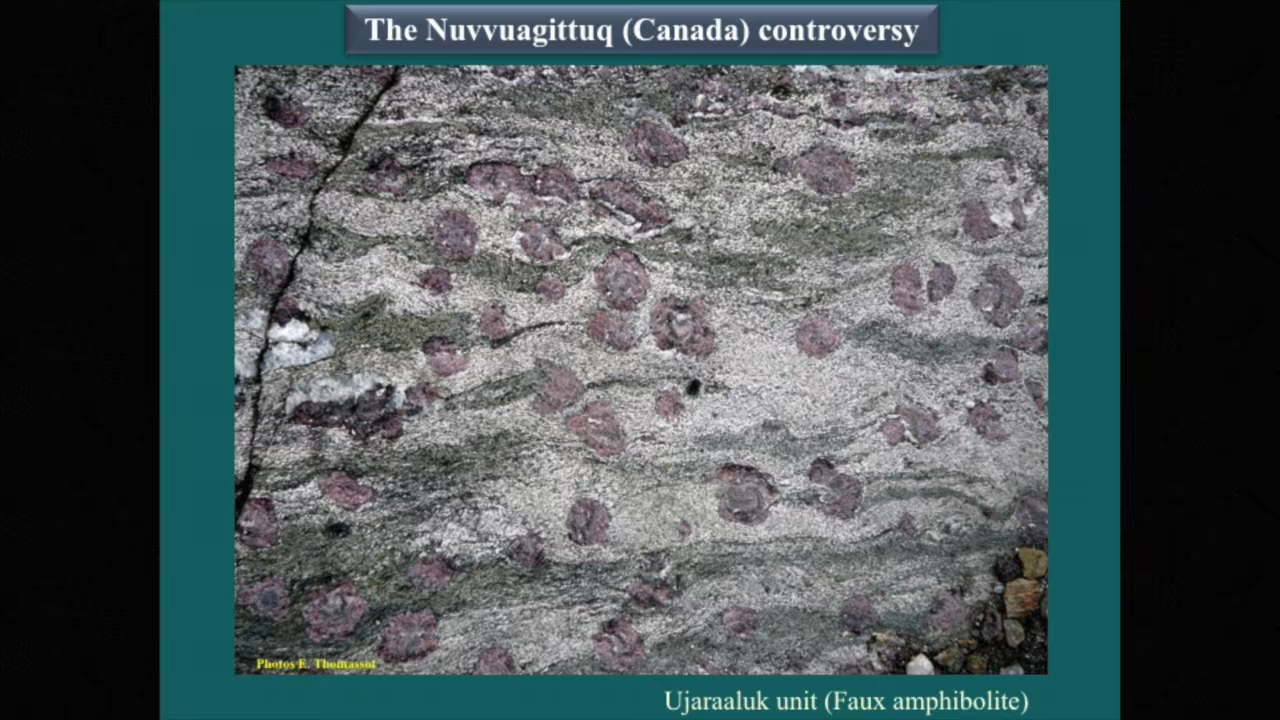 The Nuvvuagittuq (Canada) controversy
Photos E. Thomassot
Ujaraaluk unit (Faux amphibolite)